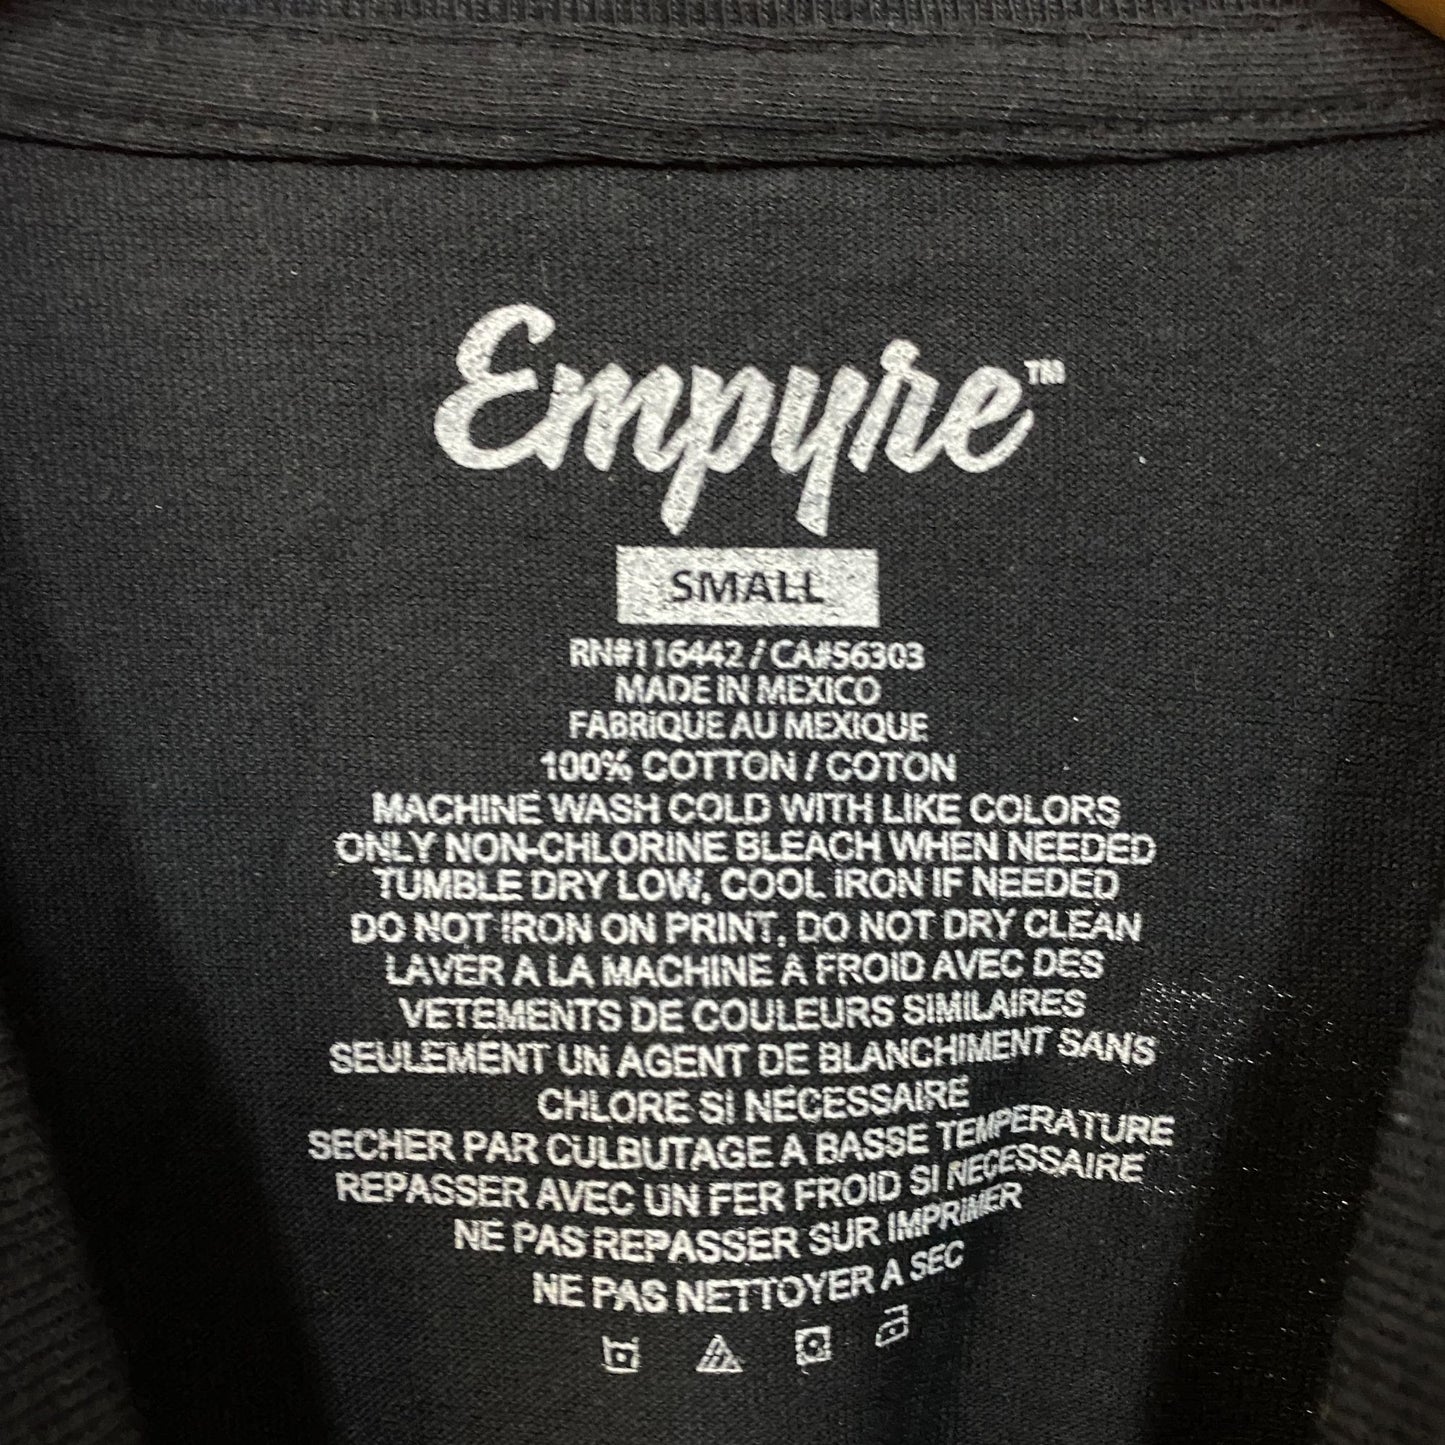 Empyre™
SMALL
RN#116442 / CA#56303
MADE IN MEXICO
FABRIQUE AU MEXIQUE
100% COTTON / COTON
MACHINE WASH COLD WITH LIKE COLORS
ONLY NON-CHLORINE BLEACH WHEN NEEDED
TUMBLE DRY LOW, COOL IRON IF NEEDED
DO NOT IRON ON PRINT, DO NOT DRY CLEAN
LAVER A LA MACHINE A FROID AVEC DES
VETEMENTS DE COULEURS SIMILAIRES
SEULEMENT UN AGENT DE BLANCHIMENT SANS
CHLORE SI NECESSAIRE
SECHER PAR CULBUTAGE A BASSE TEMPERATURE
REPASSER AVEC UN FER FROID SI NECESSAIRE
NE PAS REPASSER SUR IMPRIMER
NE PAS NETTOYER A SEC